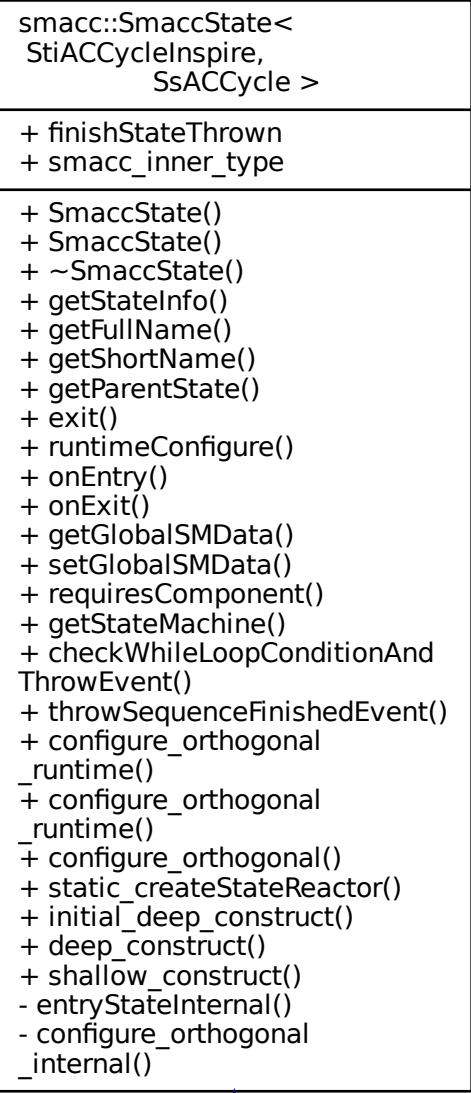 smacc::SmaccState<
StiACCycleInspire,
SsACCycle >
+ finishStateThrown
+ smacc_inner_type
+ SmaccState()
+ SmaccState()
+ ~SmaccState()
+ getStateInfo()
+ getFullName()
+ getShortName()
+ getParentState()
+ exit()
+ runtimeConfigure()
+ onEntry()
+ onExit()
+ getGlobalSMData()
+ setGlobalSMData()
+ requiresComponent()
+ getStateMachine()
+ checkWhileLoopConditionAnd
ThrowEvent()
+ throwSequenceFinishedEvent()
+ configure_orthogonal
_runtime()
+ configure_orthogonal
_runtime()
+ configure_orthogonal()
+ static_createStateReactor()
+ initial_deep_construct()
+ deep_construct()
+ shallow_construct()
- entryStateInternal()
- configure_orthogonal
_internal()